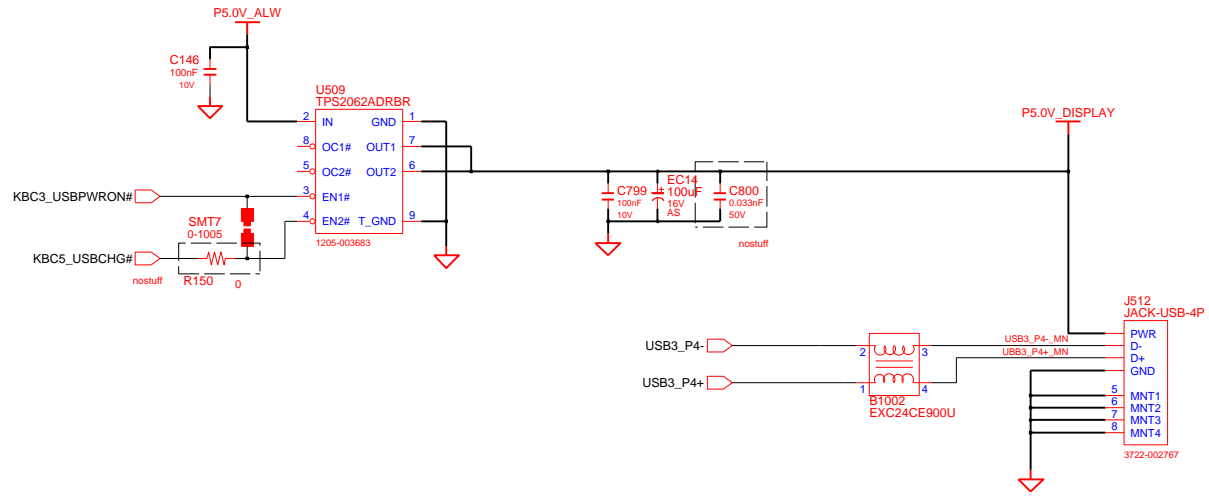 P5.0V_ALW
C146
100nF
10V
U509
TPS2062ADRBR
2 IN GND 1
8 OC1# OUT1 7
5 OC2# OUT2 6
3 EN1#
4 EN2# T_GND 9
1205-003683
KBC3_USBPWRON#
SMT7
0-1005
KBC5_USBCHG#
nostuff R150 0
P5.0V_DISPLAY
C799
100nF
10V
EC14
100uF
16V
AS
C800
0.033nF
50V
nostuff
J512
JACK-USB-4P
PWR
D-
D+
GND
5 MNT1
6 MNT2
7 MNT3
8 MNT4
3722-002767
USB3_P4- 2 3 USB3_P4-_MN
USB3_P4+ 1 4 UBB3_P4+_MN
B1002
EXC24CE900U